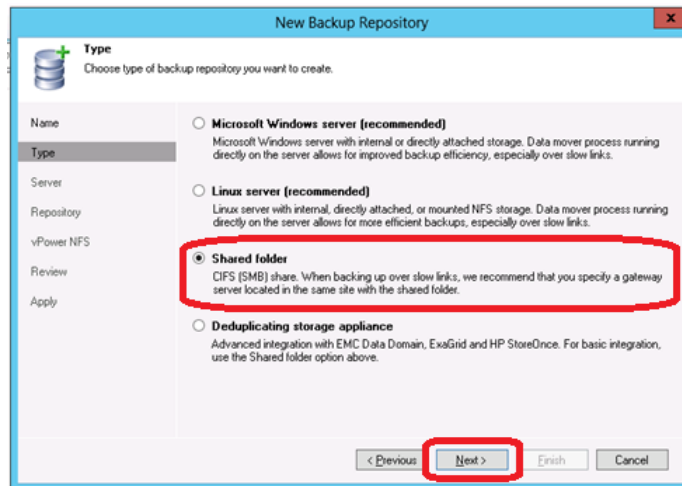 New Backup Repository
x
Type
Choose type of backup repository you want to create.
Name
Type
Server
Repository
vPower NFS
Review
Apply
Microsoft Windows server (recommended)
Microsoft Windows server with internal or directly attached storage. Data mover process running
directly on the server allows for improved backup efficiency, especially over slow links.
Linux server (recommended)
Linux server with internal, directly attached, or mounted NFS storage. Data mover process running
directly on the server allows for more efficient backups, especially over slow links.
Shared folder
CIFS (SMB) share. When backing up over slow links, we recommend that you specify a gateway
server located in the same site with the shared folder.
Deduplicating storage appliance
Advanced integration with EMC Data Domain, ExaGrid and HP StoreOnce. For basic integration,
use the Shared folder option above.
< Previous
Next >
Finish
Cancel